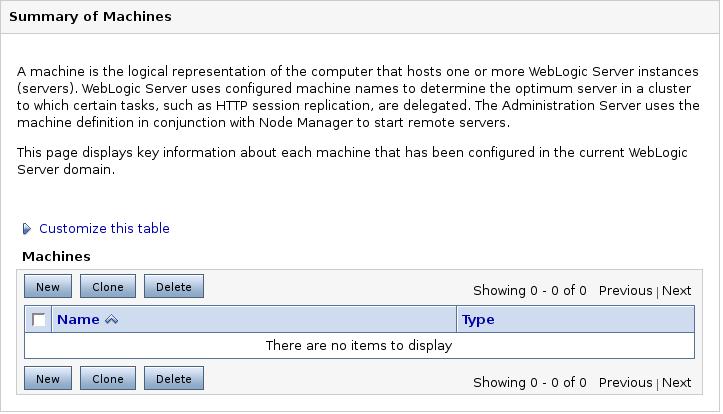 Summary of Machines
A machine is the logical representation of the computer that hosts one or more WebLogic Server instances
(servers). WebLogic Server uses configured machine names to determine the optimum server in a cluster
to which certain tasks, such as HTTP session replication, are delegated. The Administration Server uses the
machine definition in conjunction with Node Manager to start remote servers.
This page displays key information about each machine that has been configured in the current WebLogic
Server domain.
Customize this table
Machines
New Clone Delete Showing 0 - 0 of 0 Previous | Next
Name Type
There are no items to display
New Clone Delete Showing 0 - 0 of 0 Previous | Next